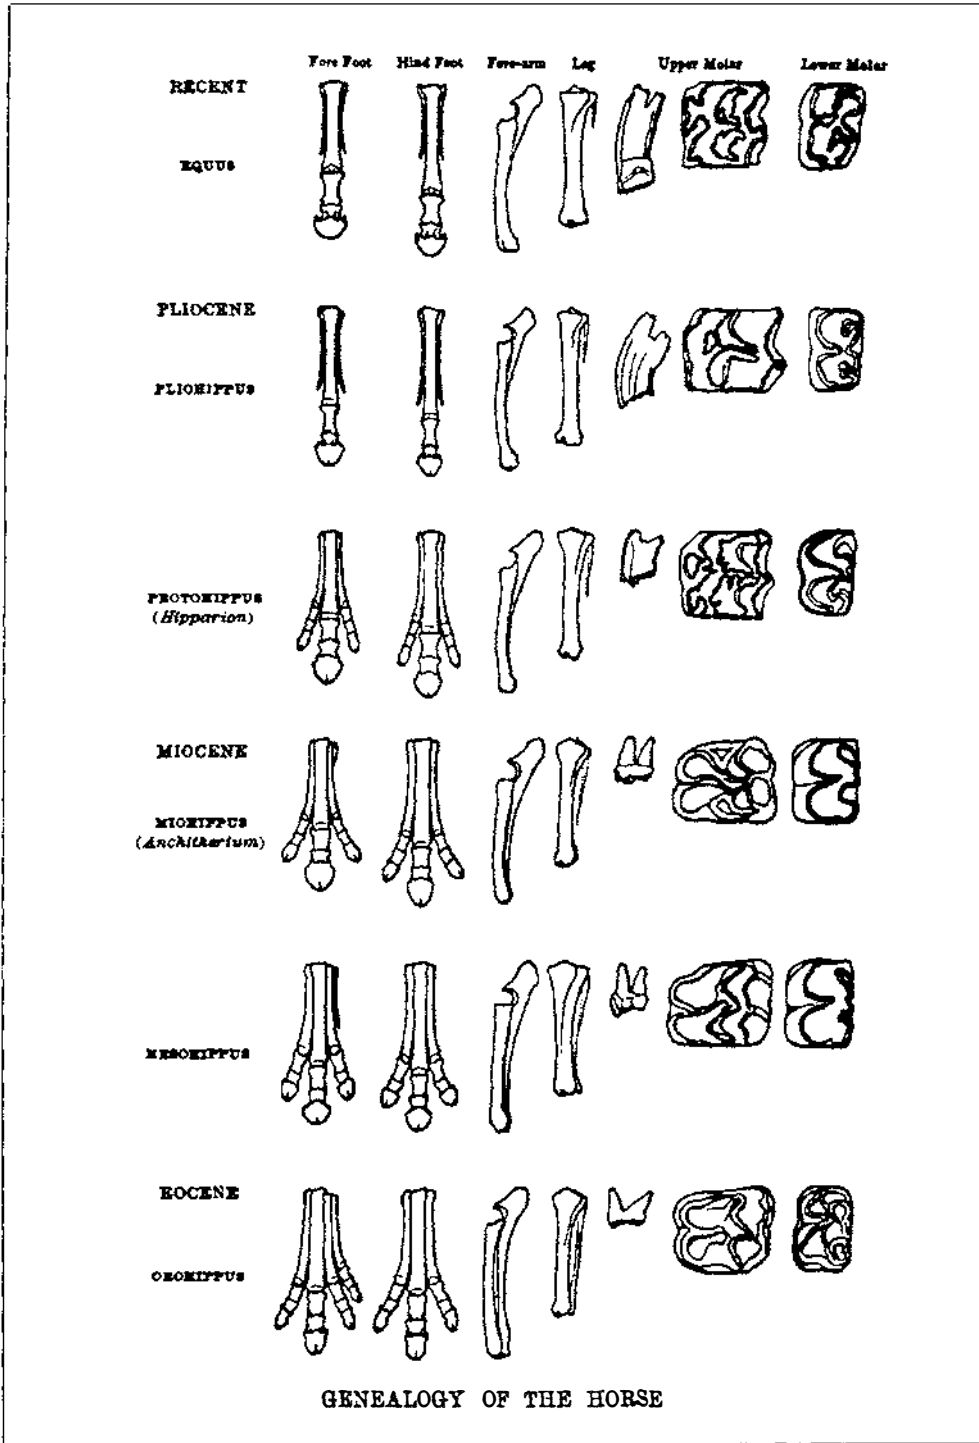 Fore Foot Hind Foot Fore-arm Leg Upper Molar Lower Molar
RECENT
EQUUS
PLIOCENE
PLIOHIPPUS
PROTOHIPPUS
(Hipparion)
MIOCENE
MIOHIPPUS
(Anchitherium)
MESOHIPPUS
EOCENE
OROHIPPUS
GENEALOGY OF THE HORSE